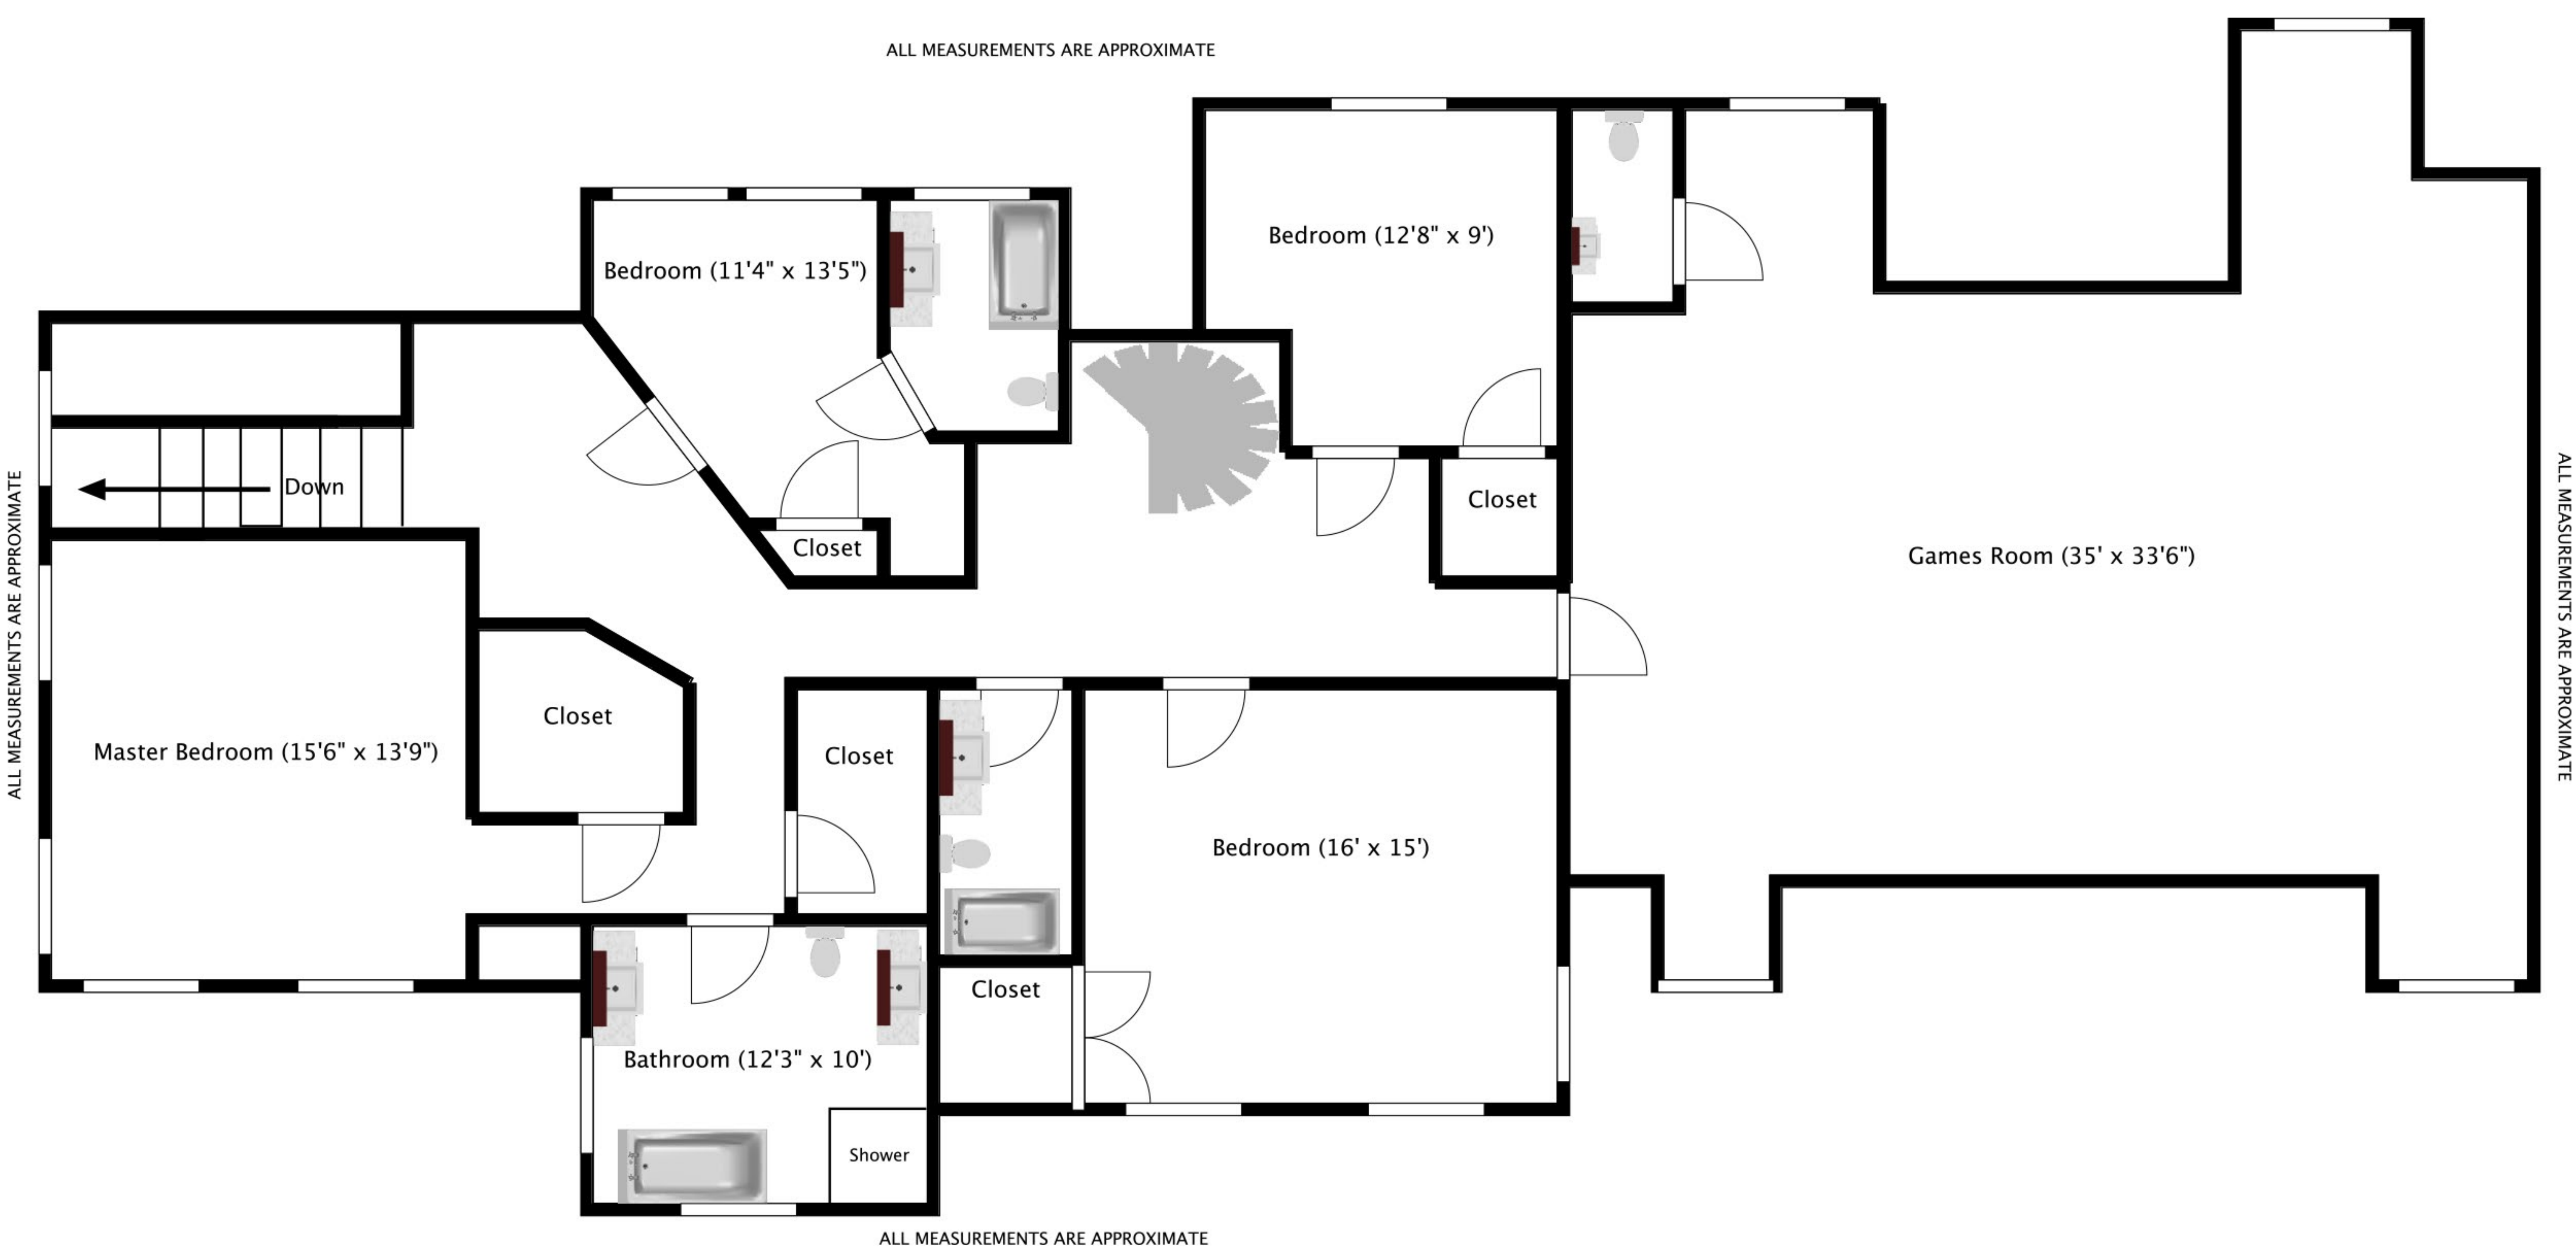 ALL MEASUREMENTS ARE APPROXIMATE
Bedroom (12'8" x 9')
Bedroom (11'4" x 13'5")
Down
Closet
Closet
Games Room (35' x 33'6")
ALL MEASUREMENTS ARE APPROXIMATE
ALL MEASUREMENTS ARE APPROXIMATE
Closet
Master Bedroom (15'6" x 13'9")
Closet
Bedroom (16' x 15')
Closet
Bathroom (12'3" x 10')
Shower
ALL MEASUREMENTS ARE APPROXIMATE